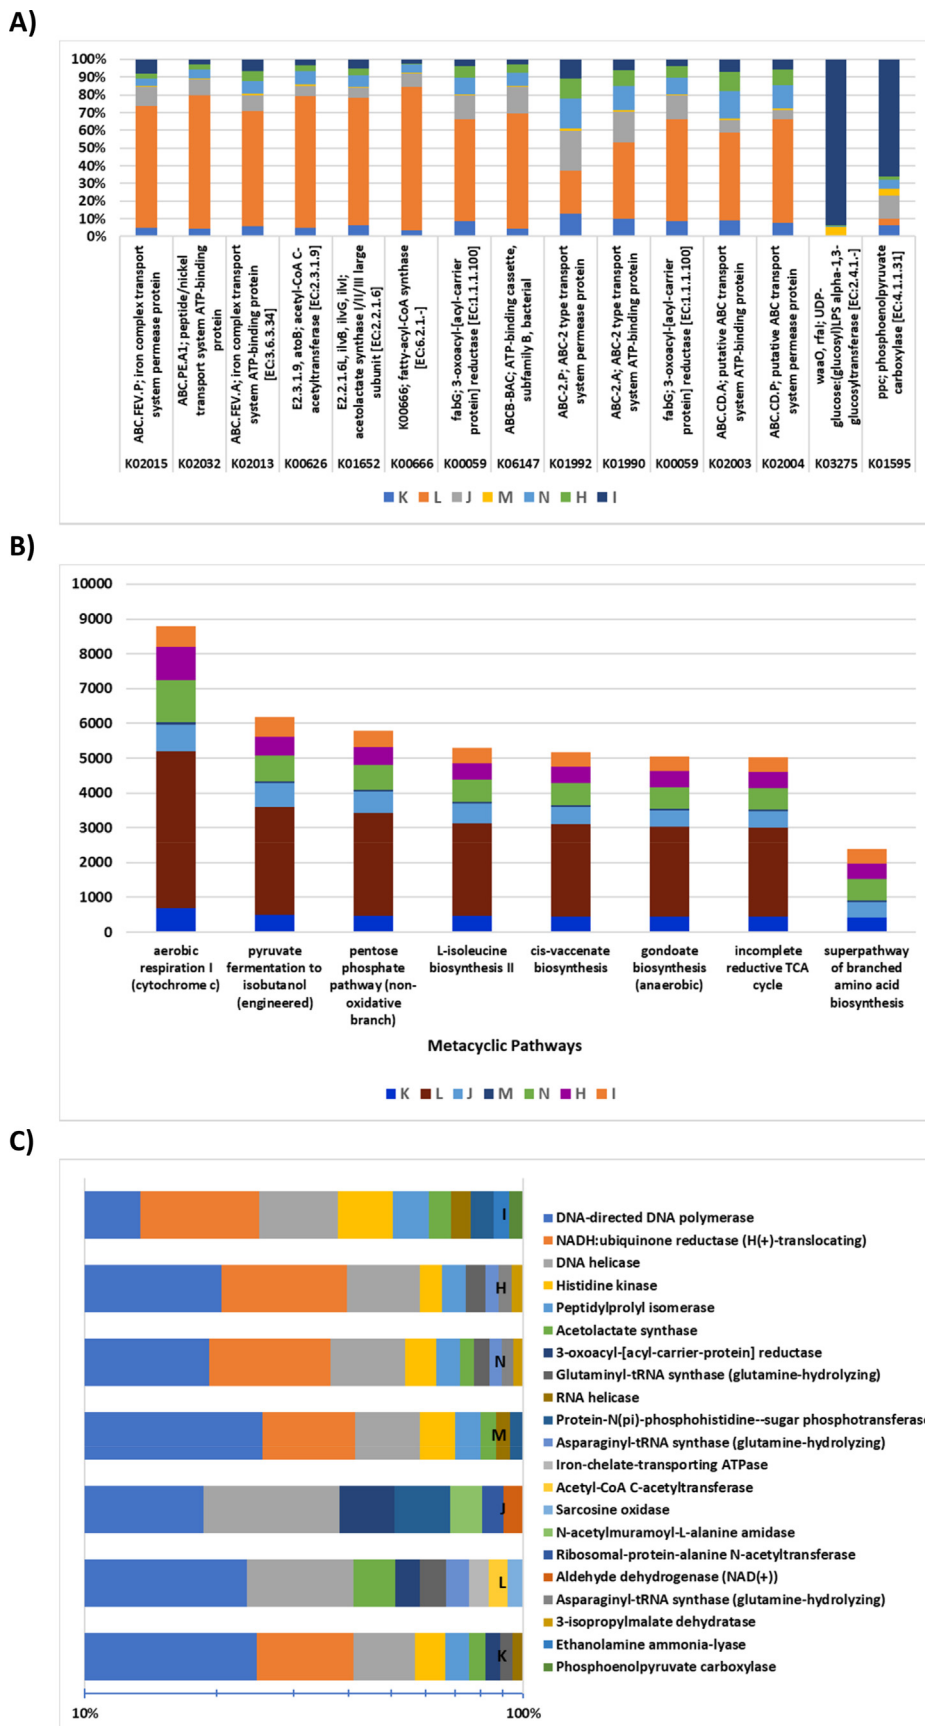 A)
100%
90%
80%
70%
60%
50%
40%
30%
20%
10%
0%
ABC.FEV.P; iron complex transport
system permease protein
ABC.PE.A1; peptide/nickel
transport system ATP-binding
protein
ABC.FEV.A; iron complex transport
system ATP-binding protein
[EC:3.6.3.34]
E2.3.1.9, atoB; acetyl-CoA C-
acetyltransferase [EC:2.3.1.9]
E2.2.1.6L, ilvB, ilvG, ilvI;
acetolactate synthase I/II/III large
subunit [EC:2.2.1.6]
K00666; fatty-acyl-CoA synthase
[EC:6.2.1.-]
fabG; 3-oxoacyl-[acyl-carrier
protein] reductase [EC:1.1.1.100]
ABCB-BAC; ATP-binding cassette,
subfamily B, bacterial
ABC-2.P; ABC-2 type transport
system permease protein
ABC-2.A; ABC-2 type transport
system ATP-binding protein
fabG; 3-oxoacyl-[acyl-carrier
protein] reductase [EC:1.1.1.100]
ABC.CD.A; putative ABC transport
system ATP-binding protein
ABC.CD.P; putative ABC transport
system permease protein
waaO, rfaI; UDP-
glucose:(glucosyl)LPS alpha-1,3-
glucosyltransferase [EC:2.4.1.-]
ppc; phosphoenolpyruvate
carboxylase [EC:4.1.1.31]
K02015 K02032 K02013 K00626 K01652 K00666 K00059 K06147 K01992 K01990 K00059 K02003 K02004 K03275 K01595
K L J M N H I
B)
10000
9000
8000
7000
6000
5000
4000
3000
2000
1000
0
aerobic
respiration I
(cytochrome c)
pyruvate
fermentation to
isobutanol
(engineered)
pentose
phosphate
pathway (non-
oxidative
branch)
L-isoleucine
biosynthesis II
cis-vaccenate
biosynthesis
gondoate
biosynthesis
(anaerobic)
incomplete
reductive TCA
cycle
superpathway
of branched
amino acid
biosynthesis
Metacyclic Pathways
K L J M N H I
C)
I
H
N
M
J
L
K
10% 100%
DNA-directed DNA polymerase
NADH:ubiquinone reductase (H(+)-translocating)
DNA helicase
Histidine kinase
Peptidylprolyl isomerase
Acetolactate synthase
3-oxoacyl-[acyl-carrier-protein] reductase
Glutaminyl-tRNA synthase (glutamine-hydrolyzing)
RNA helicase
Protein-N(pi)-phosphohistidine--sugar phosphotransferase
Asparaginyl-tRNA synthase (glutamine-hydrolyzing)
Iron-chelate-transporting ATPase
Acetyl-CoA C-acetyltransferase
Sarcosine oxidase
N-acetylmuramoyl-L-alanine amidase
Ribosomal-protein-alanine N-acetyltransferase
Aldehyde dehydrogenase (NAD(+))
Asparaginyl-tRNA synthase (glutamine-hydrolyzing)
3-isopropylmalate dehydratase
Ethanolamine ammonia-lyase
Phosphoenolpyruvate carboxylase